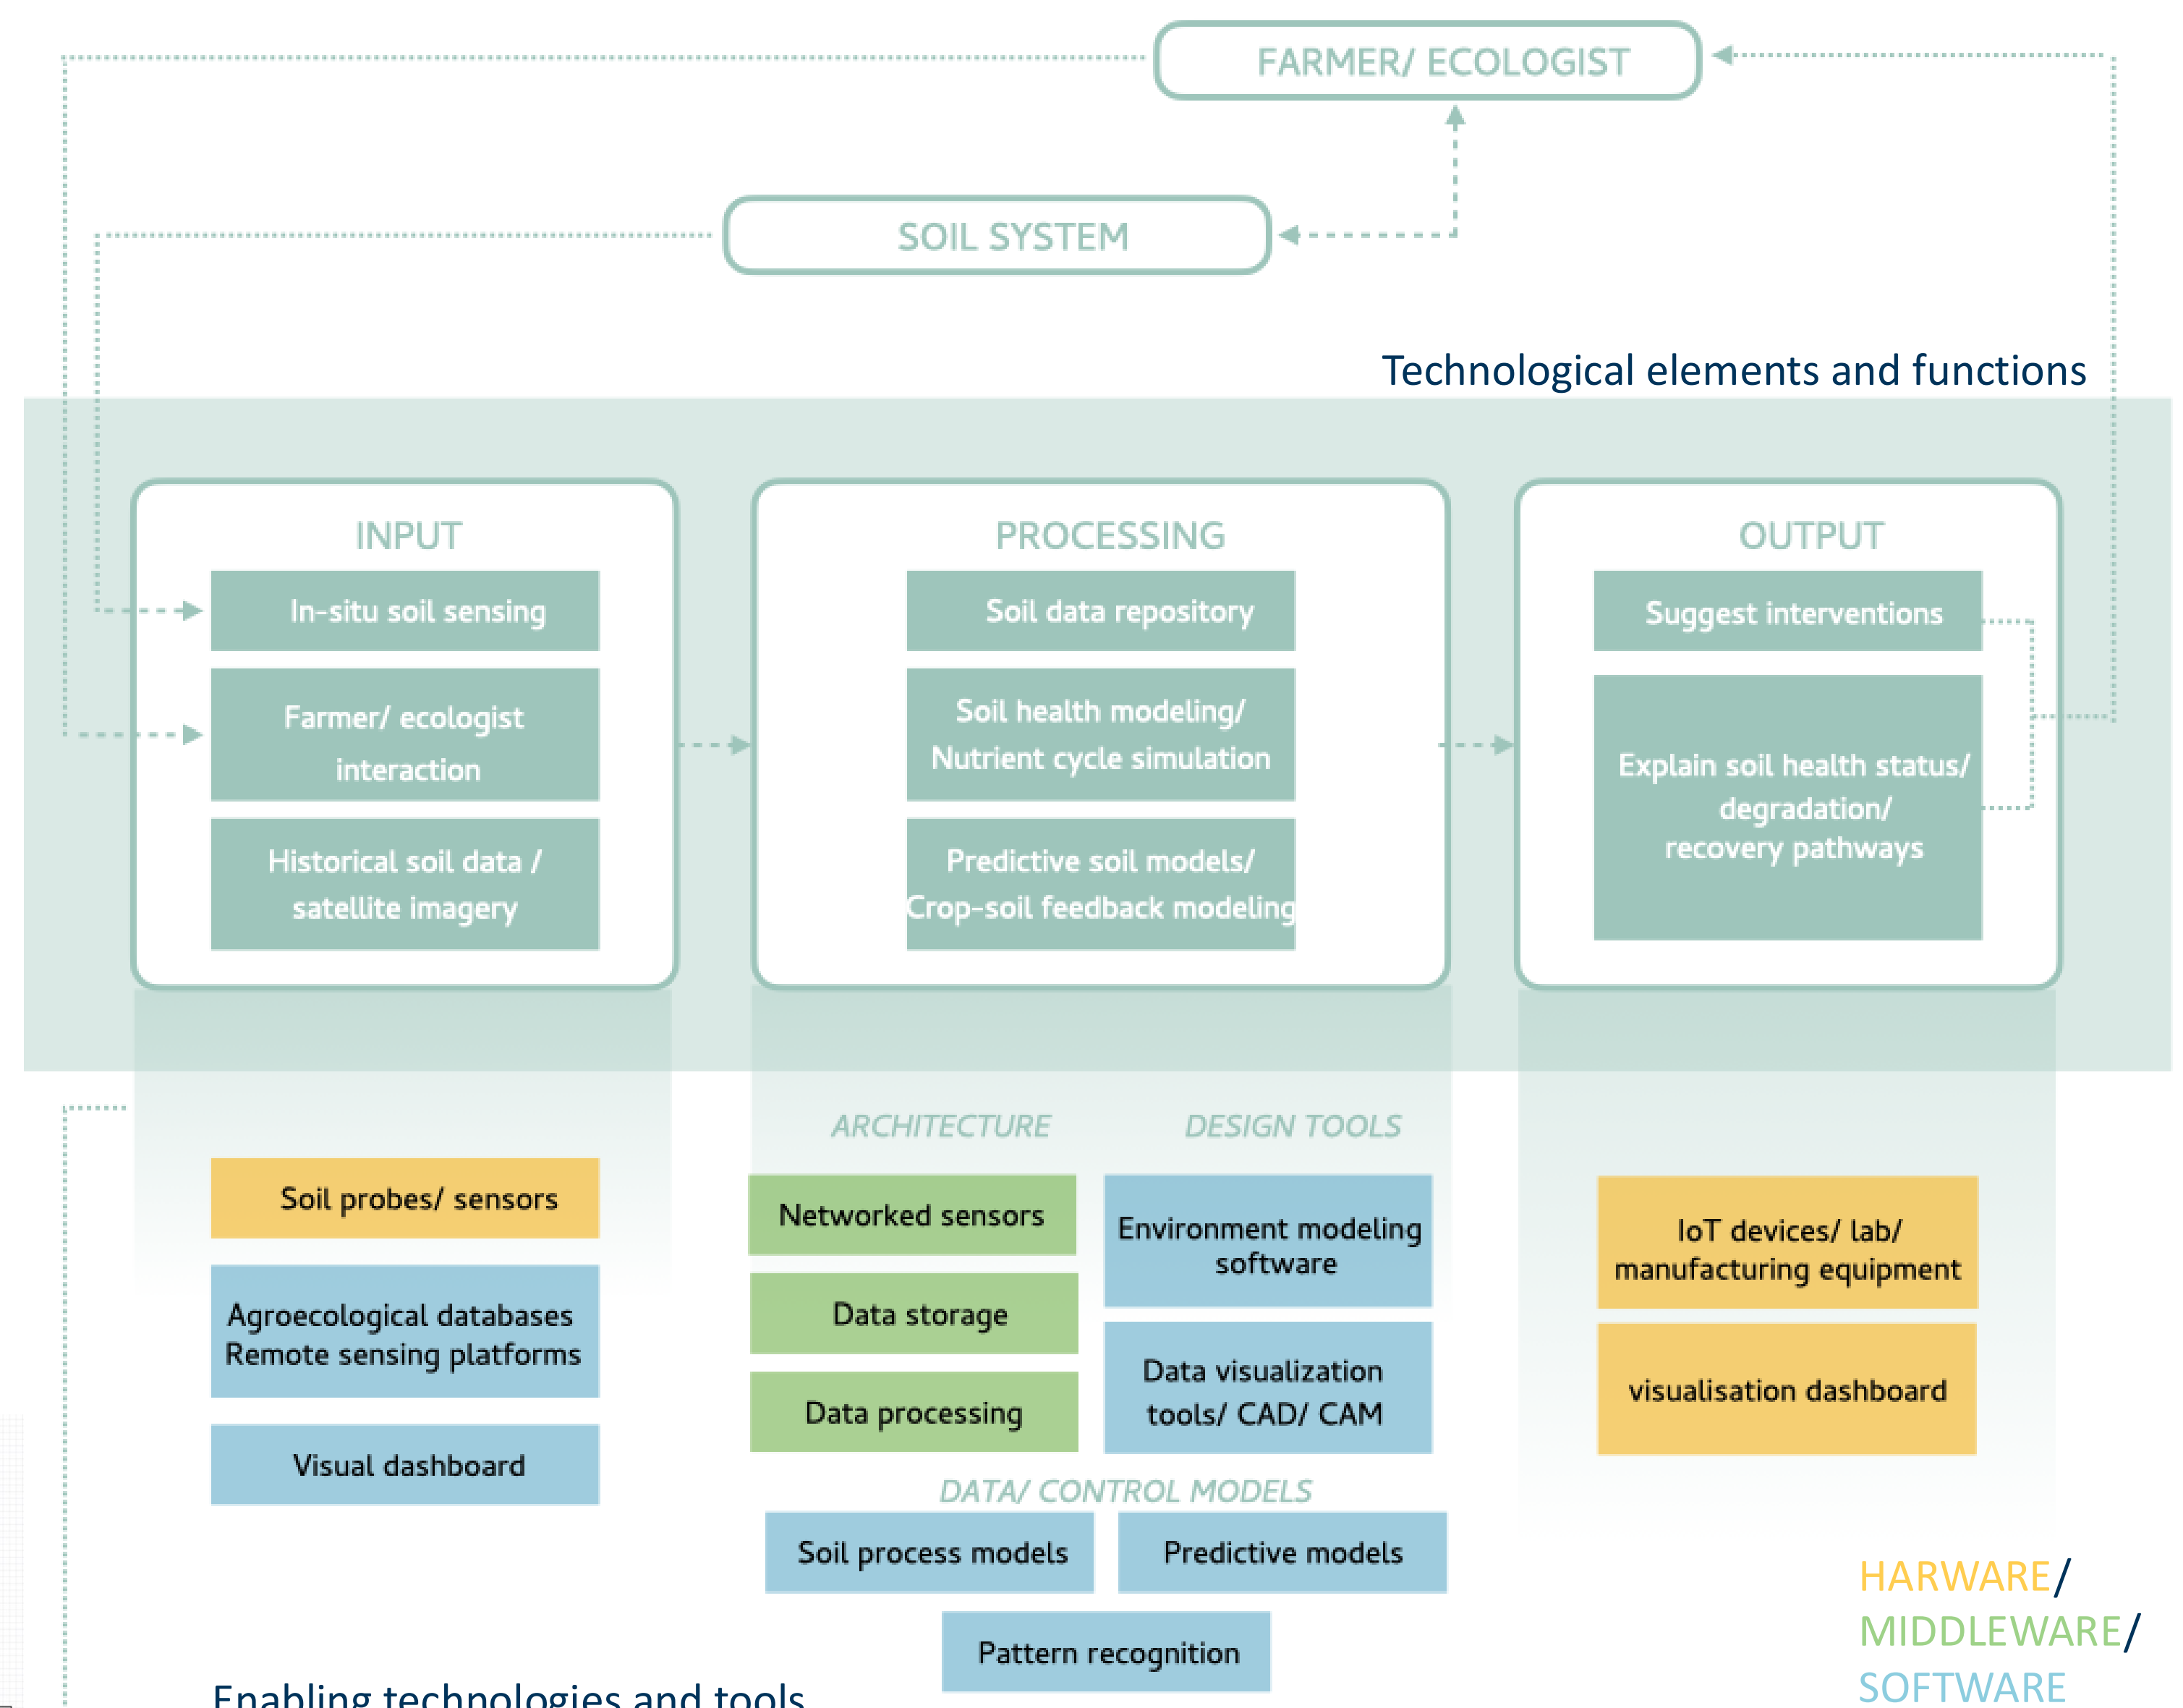 FARMER/ ECOLOGIST
SOIL SYSTEM
Technological elements and functions
INPUT
In-situ soil sensing
Farmer/ ecologist
interaction
Historical soil data /
satellite imagery
PROCESSING
Soil data repository
Soil health modeling/
Nutrient cycle simulation
Predictive soil models/
Crop-soil feedback modeling
OUTPUT
Suggest interventions
Explain soil health status/
degradation/
recovery pathways
Soil probes/ sensors
Agroecological databases
Remote sensing platforms
Visual dashboard
ARCHITECTURE
Networked sensors
Data storage
Data processing
DESIGN TOOLS
Environment modeling
software
Data visualization
tools/ CAD/ CAM
DATA/ CONTROL MODELS
Soil process models
Predictive models
Pattern recognition
IoT devices/ lab/
manufacturing equipment
visualisation dashboard
HARWARE/
MIDDLEWARE/
SOFTWARE
Enabling technologies and tools